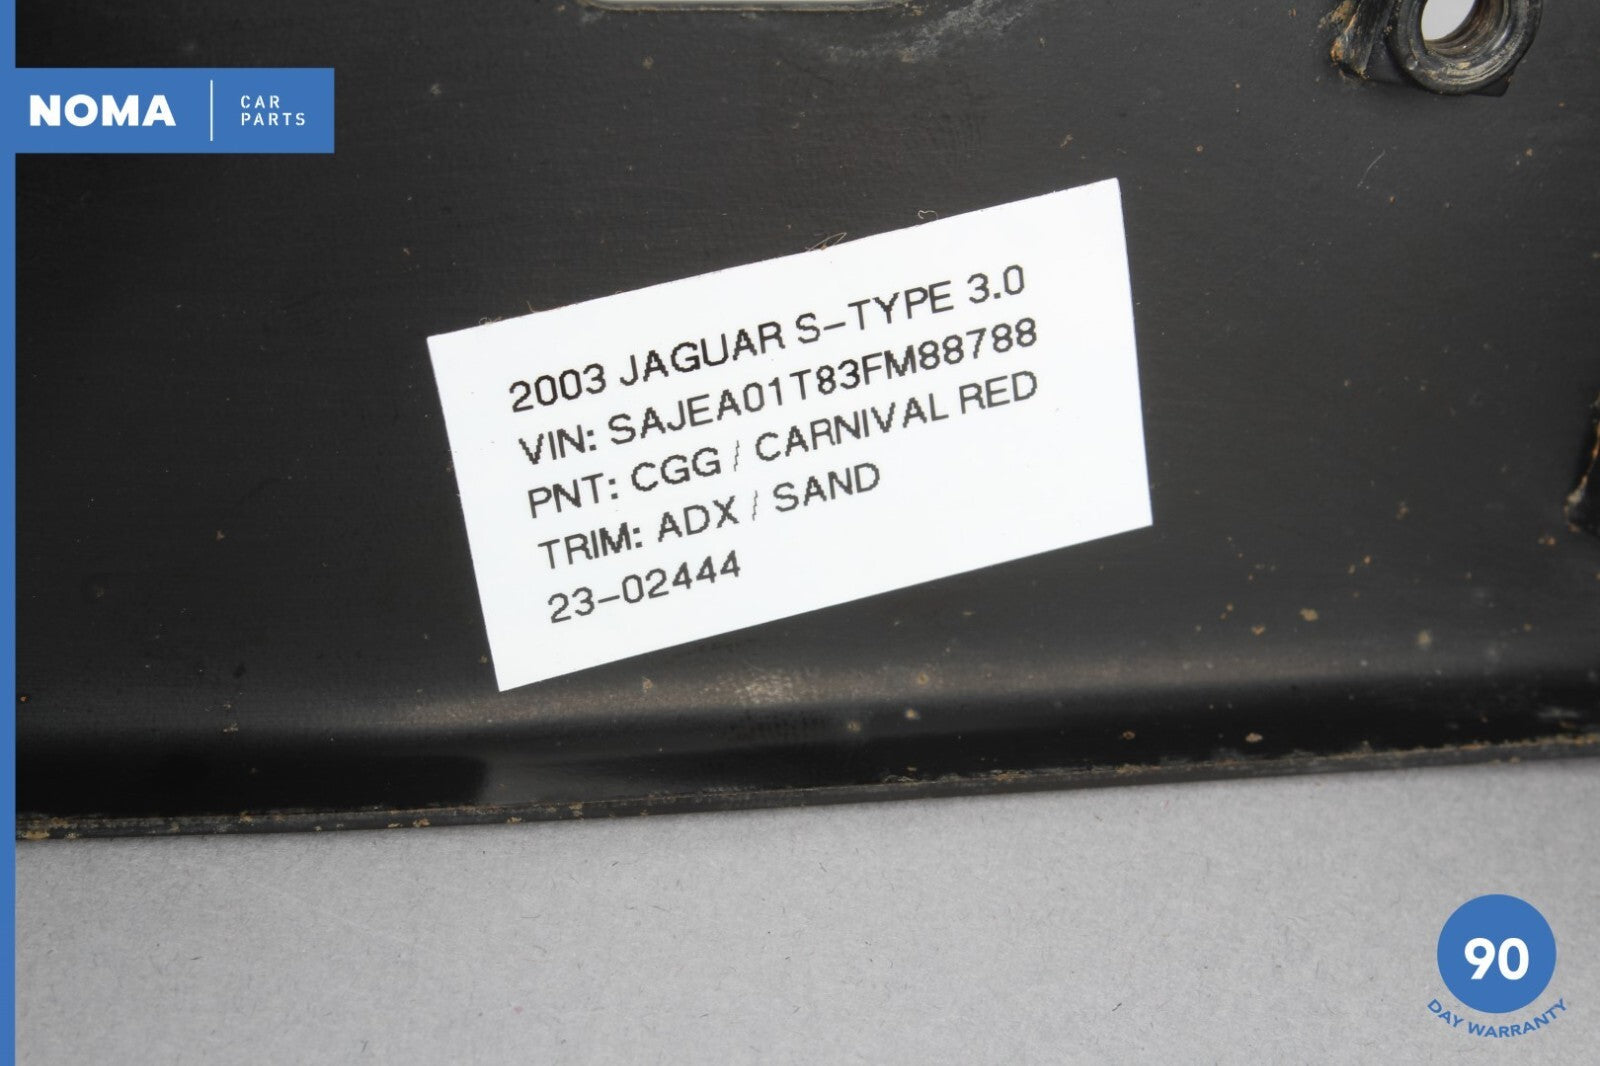 NOMA
CAR
PARTS
2003 JAGUAR S-TYPE 3.0
VIN: SAJEA01T83FM88788
PNT: CGG / CARNIVAL RED
TRIM: ADX / SAND
23-02444
90
DAY WARRANTY